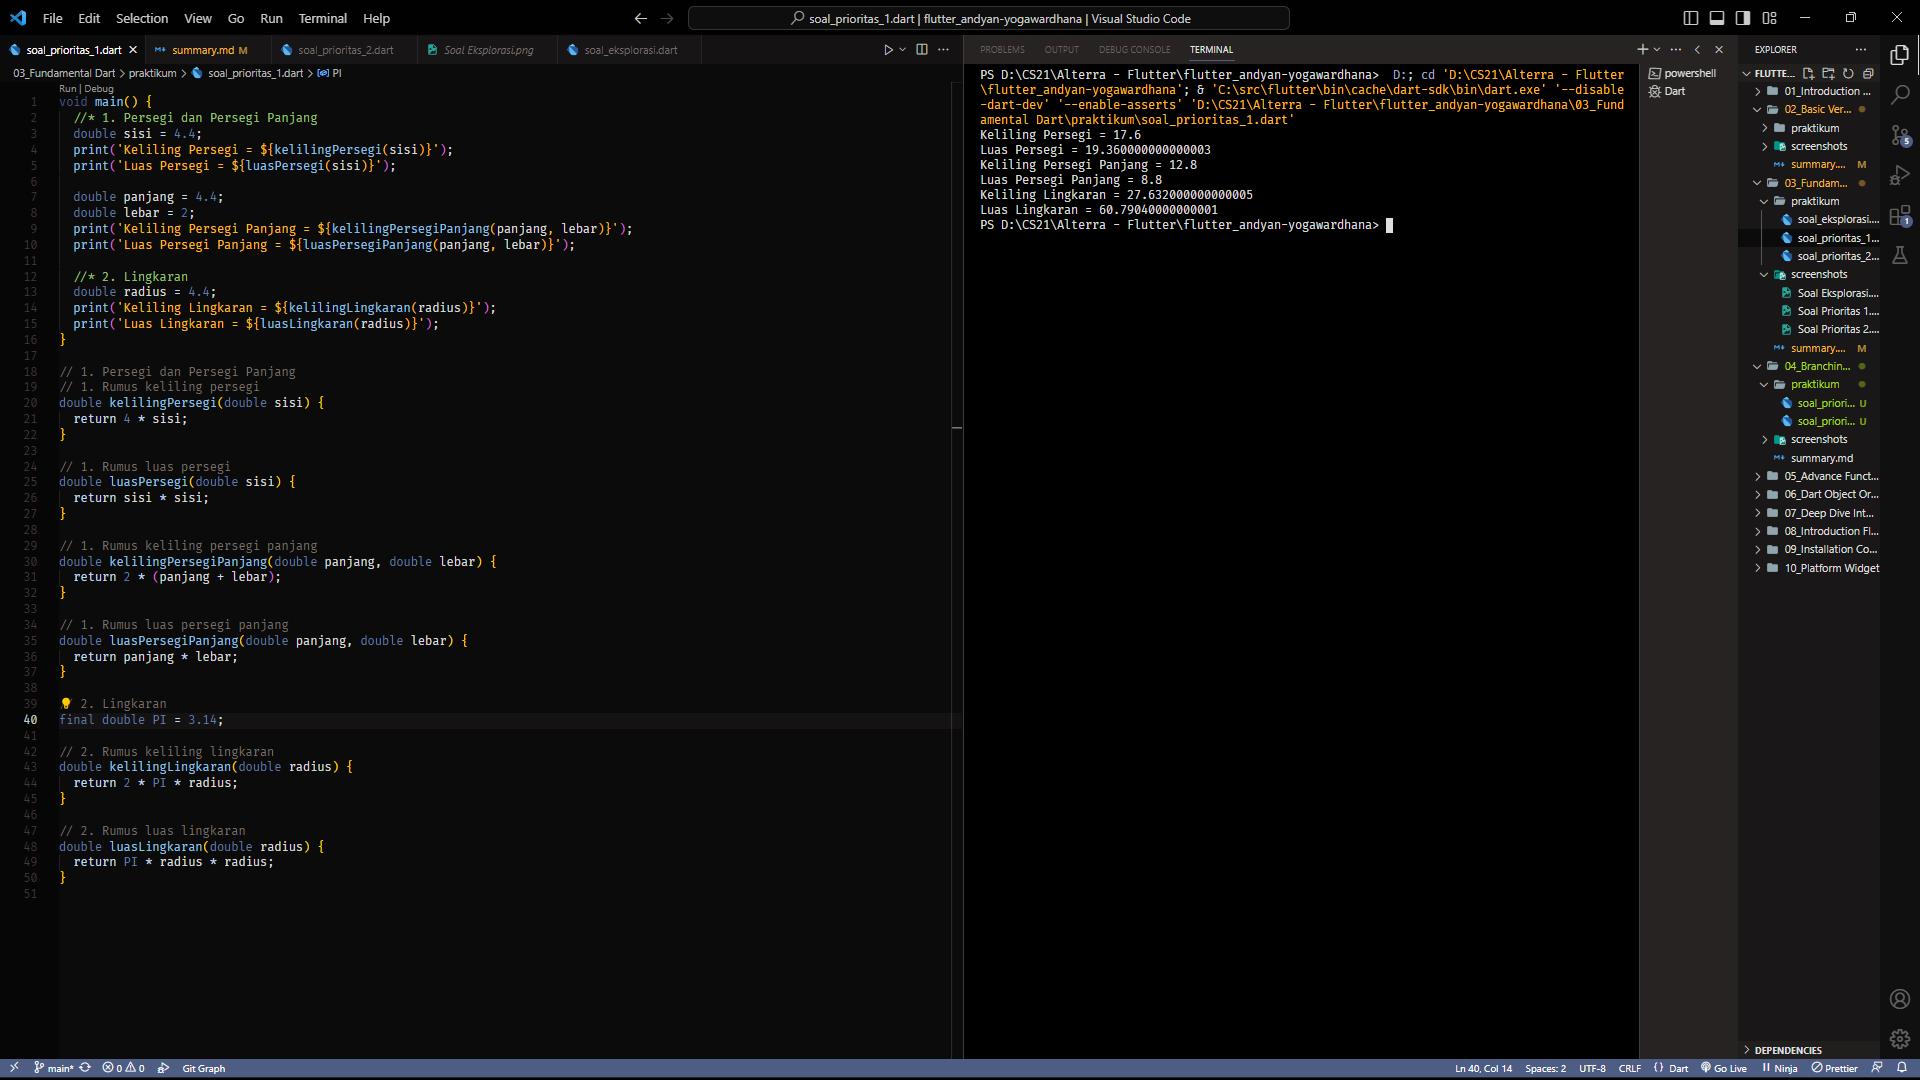 File Edit Selection View Go Run Terminal Help
soal_prioritas_1.dart | flutter_andyan-yogawardhana | Visual Studio Code
soal_prioritas_1.dart summary.md M soal_prioritas_2.dart Soal Eksplorasi.png soal_eksplorasi.dart
03_Fundamental Dart > praktikum > soal_prioritas_1.dart > PI
Run | Debug
1 void main() {
2 //* 1. Persegi dan Persegi Panjang
3 double sisi = 4.4;
4 print('Keliling Persegi = ${kelilingPersegi(sisi)}');
5 print('Luas Persegi = ${luasPersegi(sisi)}');
6
7 double panjang = 4.4;
8 double lebar = 2;
9 print('Keliling Persegi Panjang = ${kelilingPersegiPanjang(panjang, lebar)}');
10 print('Luas Persegi Panjang = ${luasPersegiPanjang(panjang, lebar)}');
11
12 //* 2. Lingkaran
13 double radius = 4.4;
14 print('Keliling Lingkaran = ${kelilingLingkaran(radius)}');
15 print('Luas Lingkaran = ${luasLingkaran(radius)}');
16 }
17
18 // 1. Persegi dan Persegi Panjang
19 // 1. Rumus keliling persegi
20 double kelilingPersegi(double sisi) {
21 return 4 * sisi;
22 }
23
24 // 1. Rumus luas persegi
25 double luasPersegi(double sisi) {
26 return sisi * sisi;
27 }
28
29 // 1. Rumus keliling persegi panjang
30 double kelilingPersegiPanjang(double panjang, double lebar) {
31 return 2 * (panjang + lebar);
32 }
33
34 // 1. Rumus luas persegi panjang
35 double luasPersegiPanjang(double panjang, double lebar) {
36 return panjang * lebar;
37 }
38
39 2. Lingkaran
40 final double PI = 3.14;
41
42 // 2. Rumus keliling lingkaran
43 double kelilingLingkaran(double radius) {
44 return 2 * PI * radius;
45 }
46
47 // 2. Rumus luas lingkaran
48 double luasLingkaran(double radius) {
49 return PI * radius * radius;
50 }
51
PROBLEMS OUTPUT DEBUG CONSOLE TERMINAL
PS D:\CS21\Alterra - Flutter\flutter_andyan-yogawardhana> D:; cd 'D:\CS21\Alterra - Flutter
\flutter_andyan-yogawardhana'; & 'C:\src\flutter\bin\cache\dart-sdk\bin\dart.exe' '--disable
-dart-dev' '--enable-asserts' 'D:\CS21\Alterra - Flutter\flutter_andyan-yogawardhana\03_Fund
amental Dart\praktikum\soal_prioritas_1.dart'
Keliling Persegi = 17.6
Luas Persegi = 19.360000000000003
Keliling Persegi Panjang = 12.8
Luas Persegi Panjang = 8.8
Keliling Lingkaran = 27.632000000000005
Luas Lingkaran = 60.79040000000001
PS D:\CS21\Alterra - Flutter\flutter_andyan-yogawardhana>
powershell
Dart
EXPLORER
FLUTTE...
01_Introduction ...
02_Basic Ver...
praktikum
screenshots
summary.... M
03_Fundam...
praktikum
soal_eksplorasi....
soal_prioritas_1...
soal_prioritas_2...
screenshots
Soal Eksplorasi....
Soal Prioritas 1....
Soal Prioritas 2....
summary.... M
04_Branchin...
praktikum
soal_priori... U
soal_priori... U
screenshots
summary.md
05_Advance Funct...
06_Dart Object Or...
07_Deep Dive Int...
08_Introduction Fl...
09_Installation Co...
10_Platform Widget
DEPENDENCIES
5
1
main* 0 0 Git Graph
Ln 40, Col 14 Spaces: 2 UTF-8 CRLF { } Dart Go Live Ninja Prettier